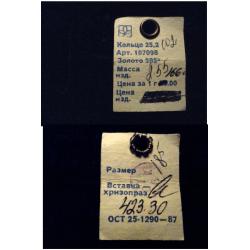 Кольцо 25,2
Арт. 107098
Золото 585°
Масса
изд.
Цена за 1 г
Цена
изд.
Размер
Вставка —
хризопраз
423.30
ОСТ 25-1290—87